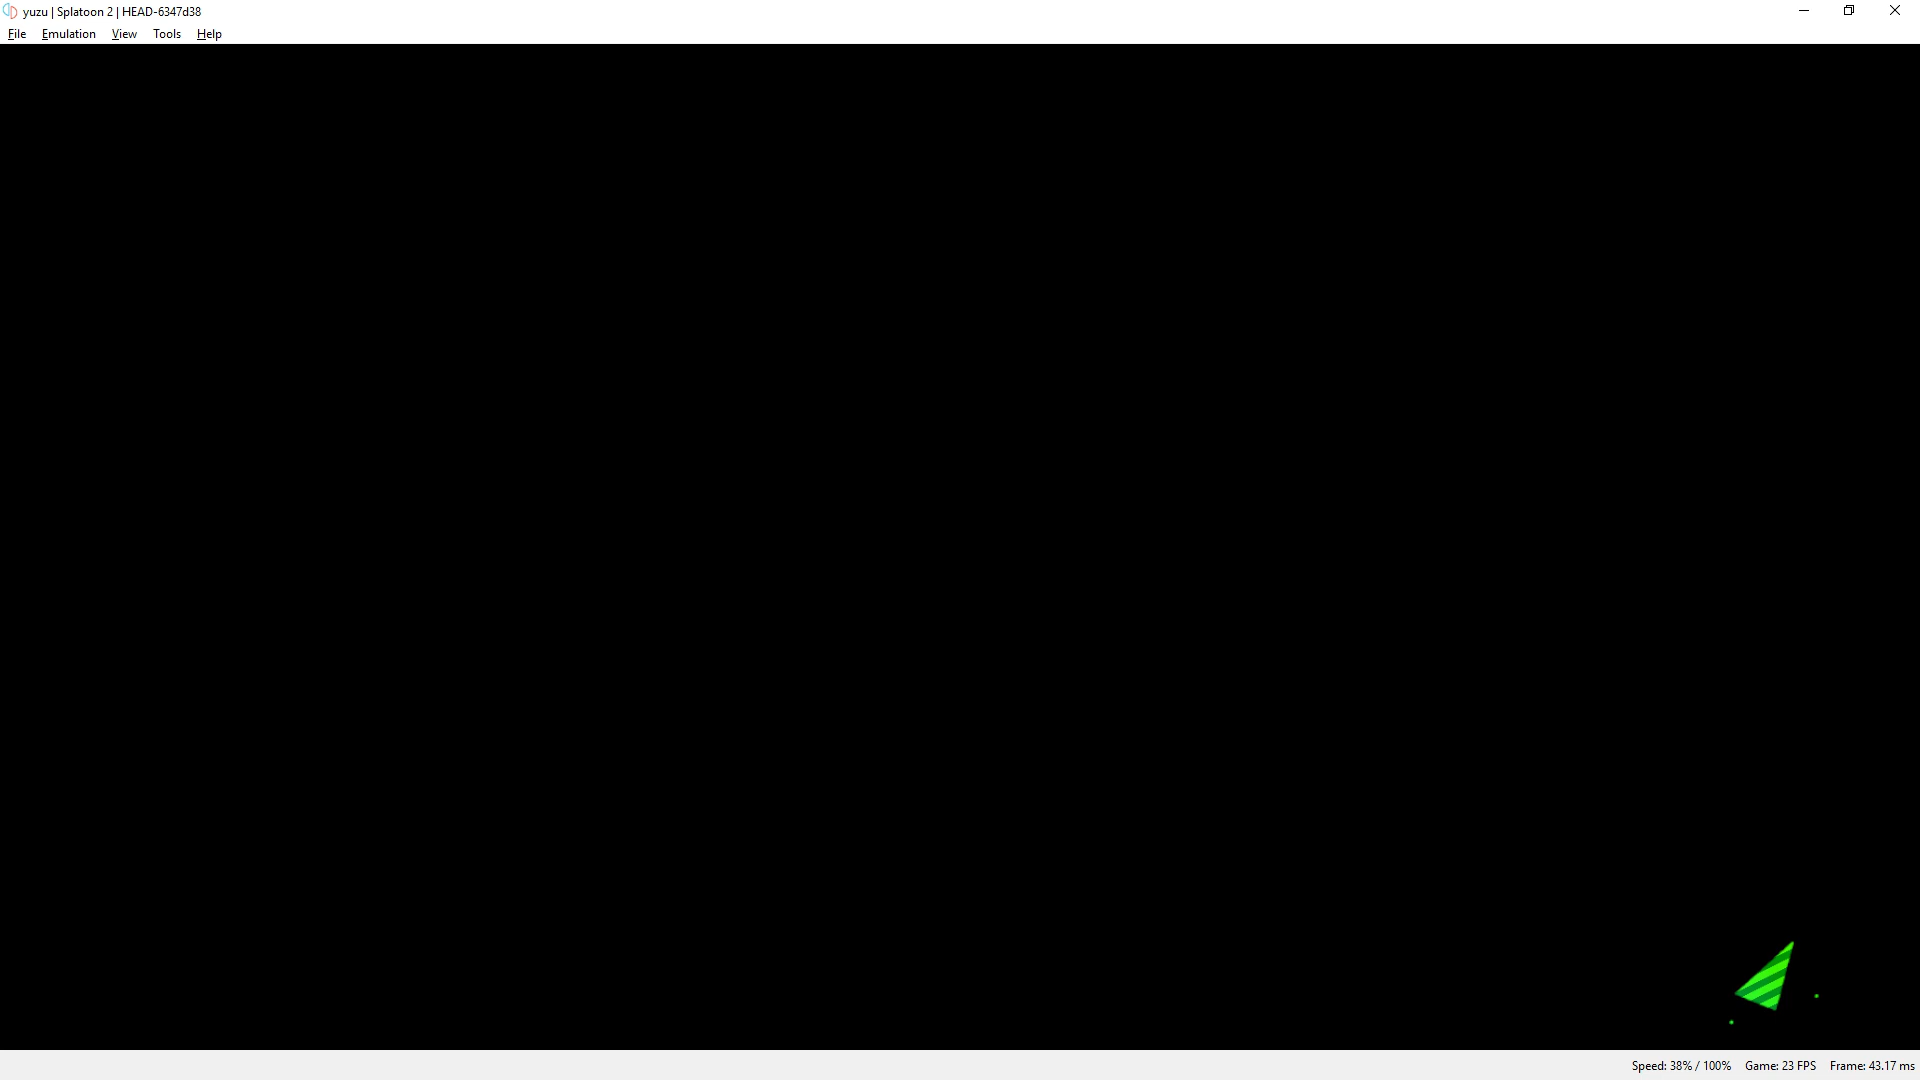 yuzu | Splatoon 2 | HEAD-6347d38
File Emulation View Tools Help
Speed: 38% / 100% Game: 23 FPS Frame: 43.17 ms